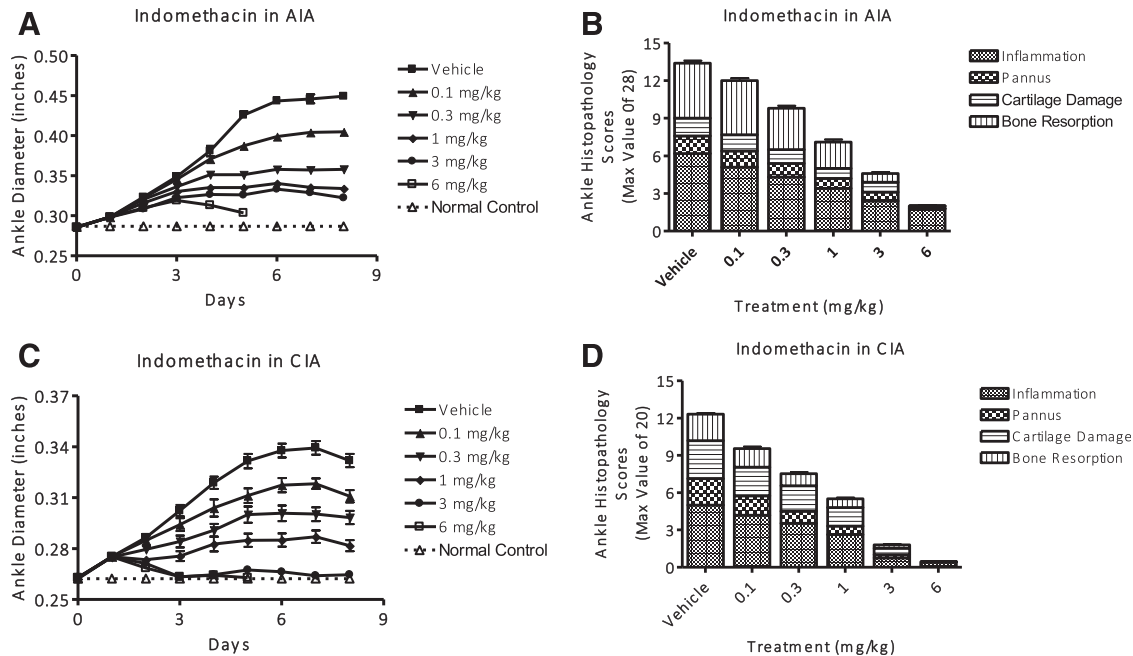 A
Indomethacin in AIA
Ankle Diameter (inches)
0.50
0.45
0.40
0.35
0.30
0.25
0
3
6
9
Days
Vehicle
0.1 mg/kg
0.3 mg/kg
1 mg/kg
3 mg/kg
6 mg/kg
Normal Control
B
Indomethacin in AIA
Ankle Histopathology
Scores
(Max Value 0f 28)
15
12
9
6
3
0
Vehicle
0.1
0.3
1
3
6
Treatment (mg/kg)
Inflammation
Pannus
Cartilage Damage
Bone Resorption
C
Indomethacin in CIA
Ankle Diameter (inches)
0.37
0.34
0.31
0.28
0.25
0
3
6
9
Days
Vehicle
0.1 mg/kg
0.3 mg/kg
1 mg/kg
3 mg/kg
6 mg/kg
Normal Control
D
Indomethacin in CIA
Ankle Histopathology
Scores
(Max Value of 20)
15
12
9
6
3
0
Vehicle
0.1
0.3
1
3
6
Treatment (mg/kg)
Inflammation
Pannus
Cartilage Damage
Bone Resorption